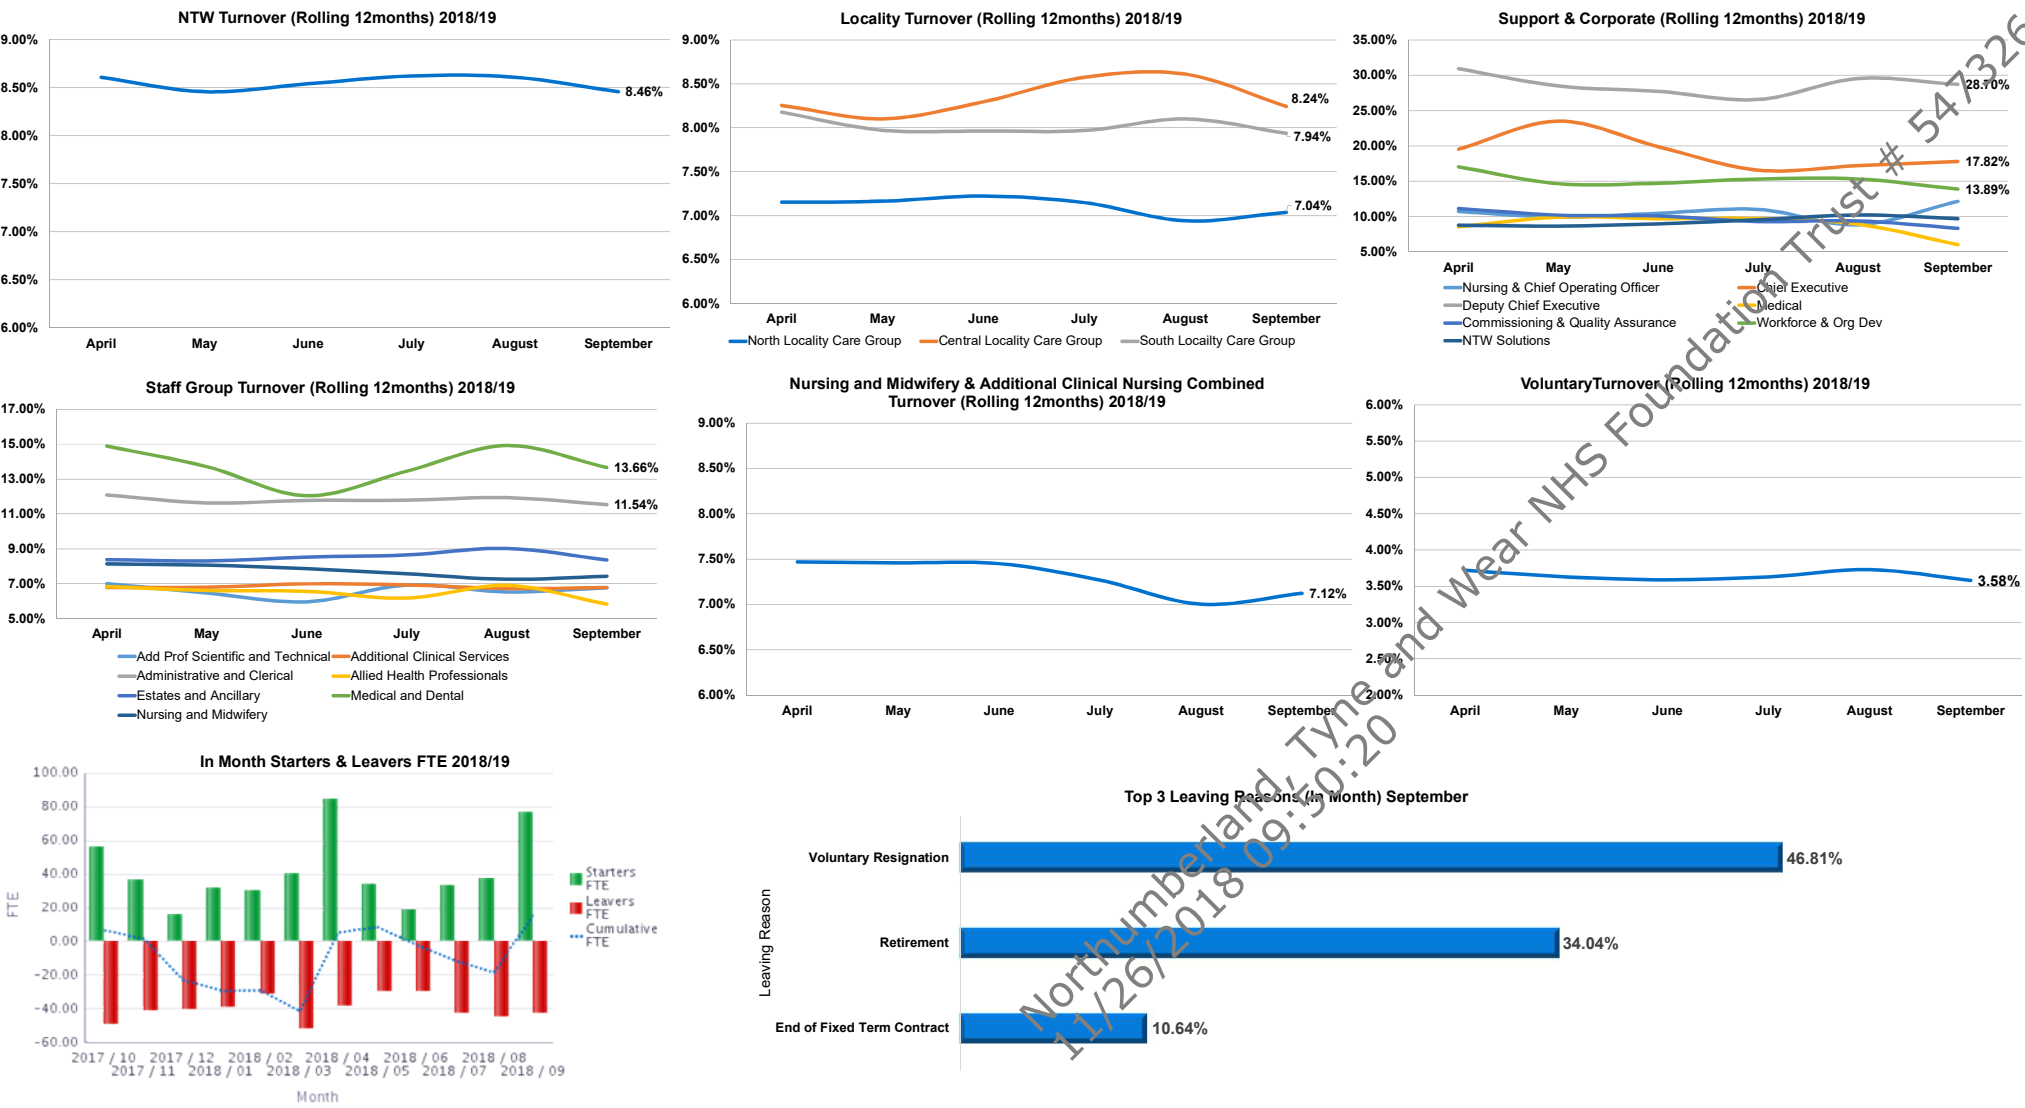 NTW Turnover (Rolling 12months) 2018/19
9.00%
8.50%
8.00%
7.50%
7.00%
6.50%
6.00%
8.46%
April May June July August September
Locality Turnover (Rolling 12months) 2018/19
9.00%
8.50%
8.00%
7.50%
7.00%
6.50%
6.00%
8.24%
7.94%
7.04%
April May June July August September
North Locality Care Group Central Locality Care Group South Locailty Care Group
Support & Corporate (Rolling 12months) 2018/19
35.00%
30.00%
25.00%
20.00%
15.00%
10.00%
5.00%
28.70%
17.82%
13.89%
April May June July August September
Nursing & Chief Operating Officer Chief Executive
Deputy Chief Executive Medical
Commissioning & Quality Assurance Workforce & Org Dev
NTW Solutions
Staff Group Turnover (Rolling 12months) 2018/19
17.00%
15.00%
13.00%
11.00%
9.00%
7.00%
5.00%
13.66%
11.54%
April May June July August September
Add Prof Scientific and Technical Additional Clinical Services
Administrative and Clerical Allied Health Professionals
Estates and Ancillary Medical and Dental
Nursing and Midwifery
Nursing and Midwifery & Additional Clinical Nursing Combined
Turnover (Rolling 12months) 2018/19
9.00%
8.50%
8.00%
7.50%
7.00%
6.50%
6.00%
7.12%
April May June July August September
VoluntaryTurnover (Rolling 12months) 2018/19
6.00%
5.50%
5.00%
4.50%
4.00%
3.50%
3.00%
2.50%
2.00%
3.58%
April May June July August September
In Month Starters & Leavers FTE 2018/19
100.00
80.00
60.00
40.00
20.00
0.00
-20.00
-40.00
-60.00
FTE
Starters
FTE
Leavers
FTE
Cumulative
FTE
2017 / 10 2017 / 12 2018 / 02 2018 / 04 2018 / 06 2018 / 08
2017 / 11 2018 / 01 2018 / 03 2018 / 05 2018 / 07 2018 / 09
Month
Top 3 Leaving Reasons (In Month) September
Leaving Reason
Voluntary Resignation 46.81%
Retirement 34.04%
End of Fixed Term Contract 10.64%
Northumberland, Tyne and Wear NHS Foundation Trust # 547326
11/26/2018 09:50:20